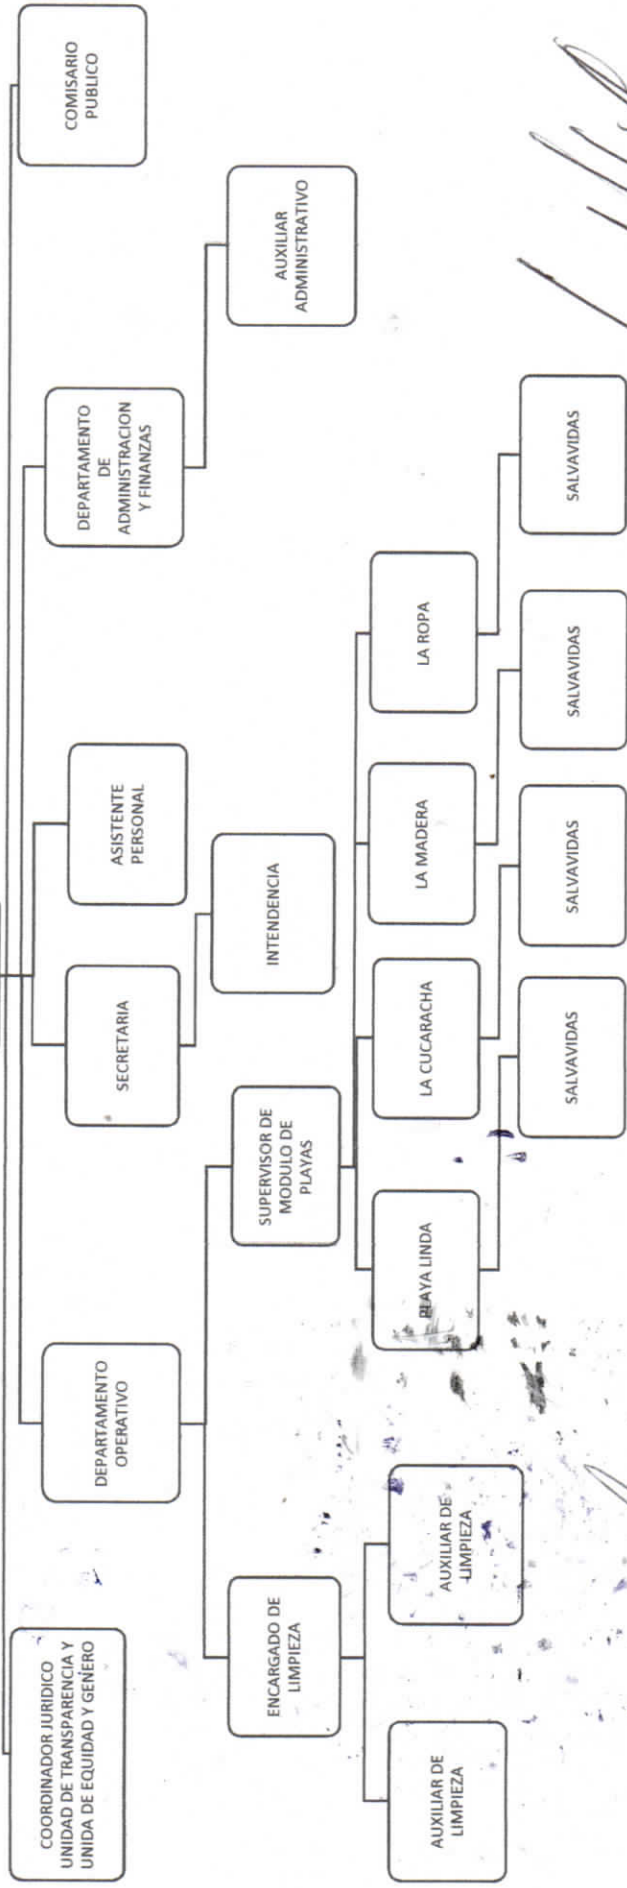 COORDINADOR JURIDICO
UNIDAD DE TRANSPARENCIA Y
UNIDA DE EQUIDAD Y GENERO
COMISARIO
PUBLICO
DEPARTAMENTO
OPERATIVO
SECRETARIA
ASISTENTE
PERSONAL
DEPARTAMENTO
DE
ADMINISTRACION
Y FINANZAS
ENCARGADO DE
LIMPIEZA
SUPERVISOR DE
MODULO DE
PLAYAS
INTENDENCIA
AUXILIAR
ADMINISTRATIVO
AUXILIAR DE
LIMPIEZA
AUXILIAR DE
LIMPIEZA
PLAYA LINDA
LA CUCARACHA
LA MADERA
LA ROPA
SALVAVIDAS
SALVAVIDAS
SALVAVIDAS
SALVAVIDAS